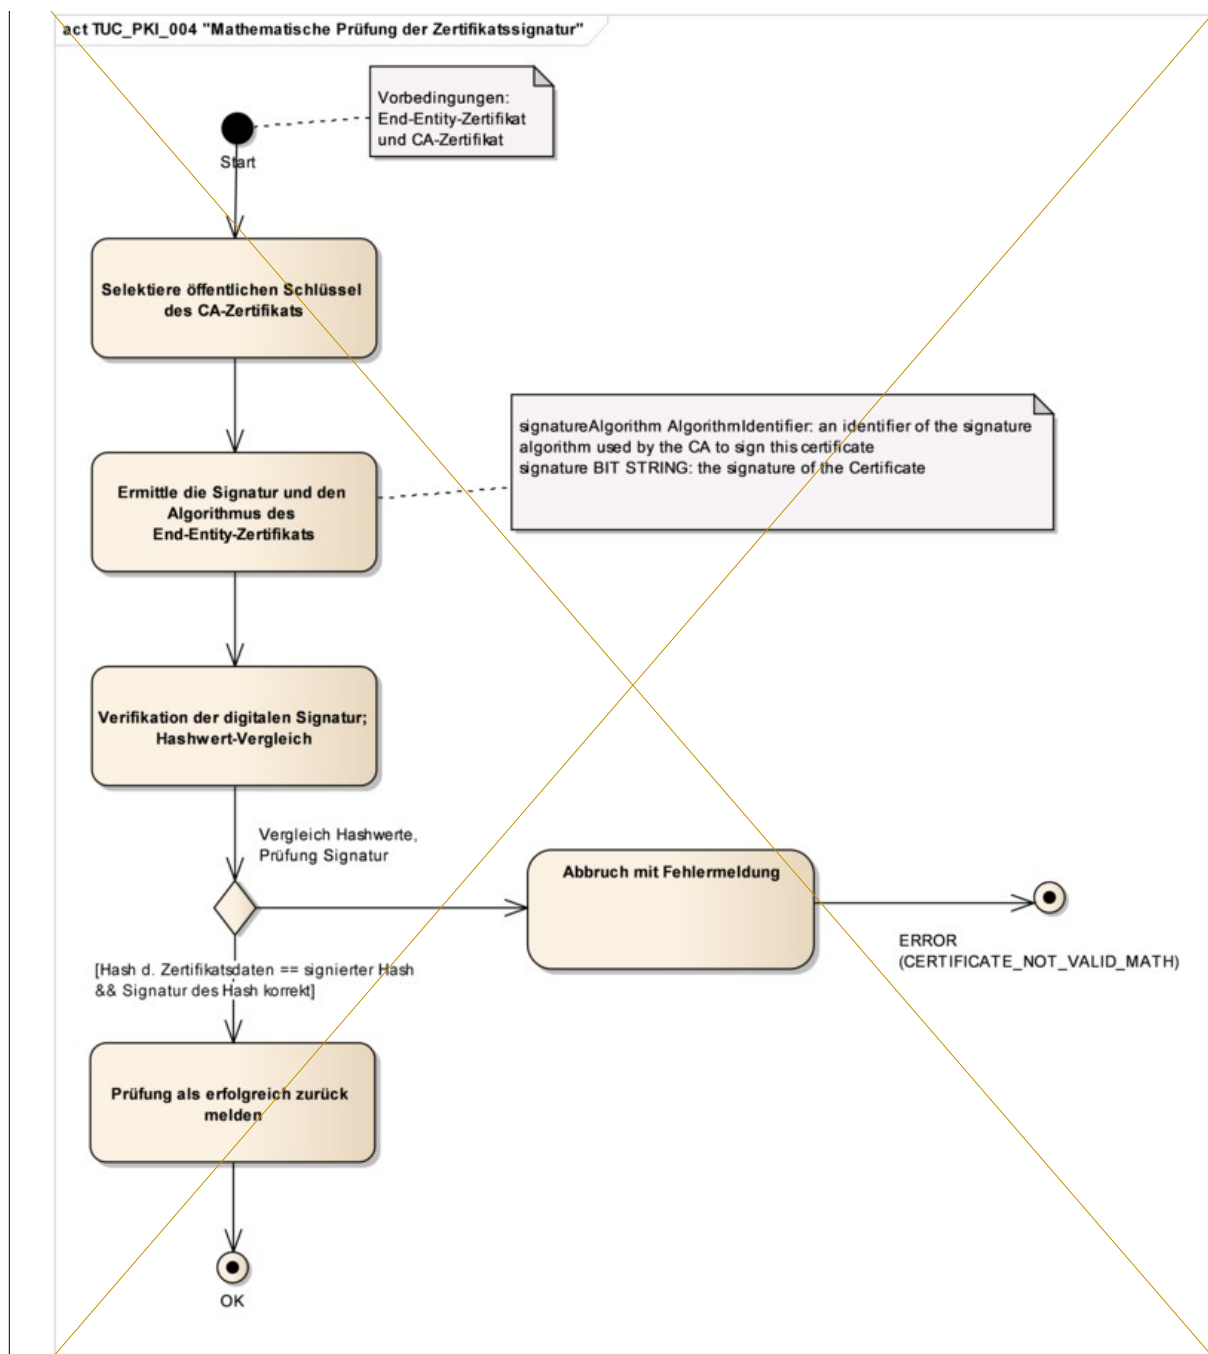 act TUC_PKI_004 "Mathematische Prüfung der Zertifikatssignatur"
Vorbedingungen:
End-Entity-Zertifikat
und CA-Zertifikat
Start
Selektiere öffentlichen Schlüssel
des CA-Zertifikats
signatureAlgorithm AlgorithmIdentifier: an identifier of the signature
algorithm used by the CA to sign this certificate
signature BIT STRING: the signature of the Certificate
Ermittle die Signatur und den
Algorithmus des
End-Entity-Zertifikats
Verifikation der digitalen Signatur;
Hashwert-Vergleich
Vergleich Hashwerte,
Prüfung Signatur
Abbruch mit Fehlermeldung
ERROR
(CERTIFICATE_NOT_VALID_MATH)
[Hash d. Zertifikatsdaten == signierter Hash
&& Signatur des Hash korrekt]
Prüfung als erfolgreich zurück
melden
OK